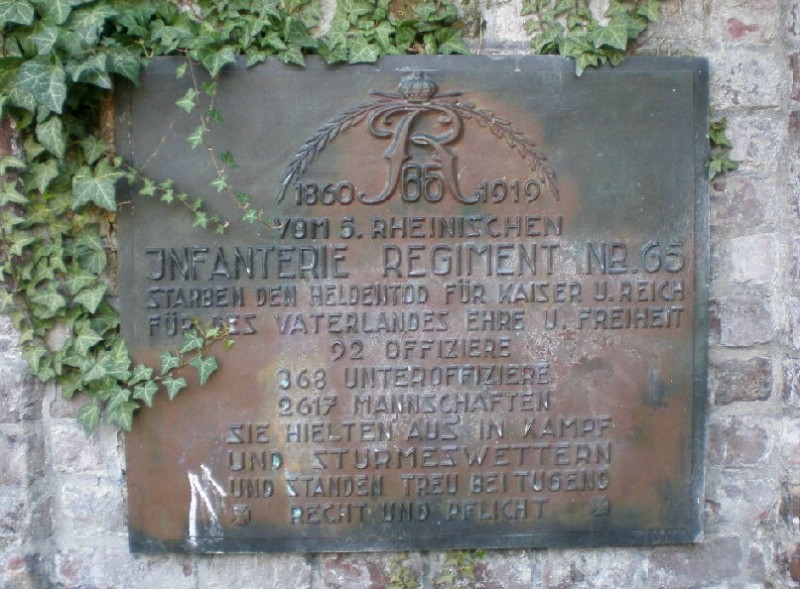 1860 FR 65 1919
VOM 5. RHEINISCHEN
INFANTERIE REGIMENT NR. 65
STARBEN DEN HELDENTOD FÜR KAISER U. REICH
FÜR DES VATERLANDES EHRE U. FREIHEIT
92 OFFIZIERE
368 UNTEROFFIZIERE
2617 MANNSCHAFTEN
SIE HIELTEN AUS IN KAMPF
UND STURMESWETTERN
UND STANDEN TREU BEI TUGEND
RECHT UND PFLICHT